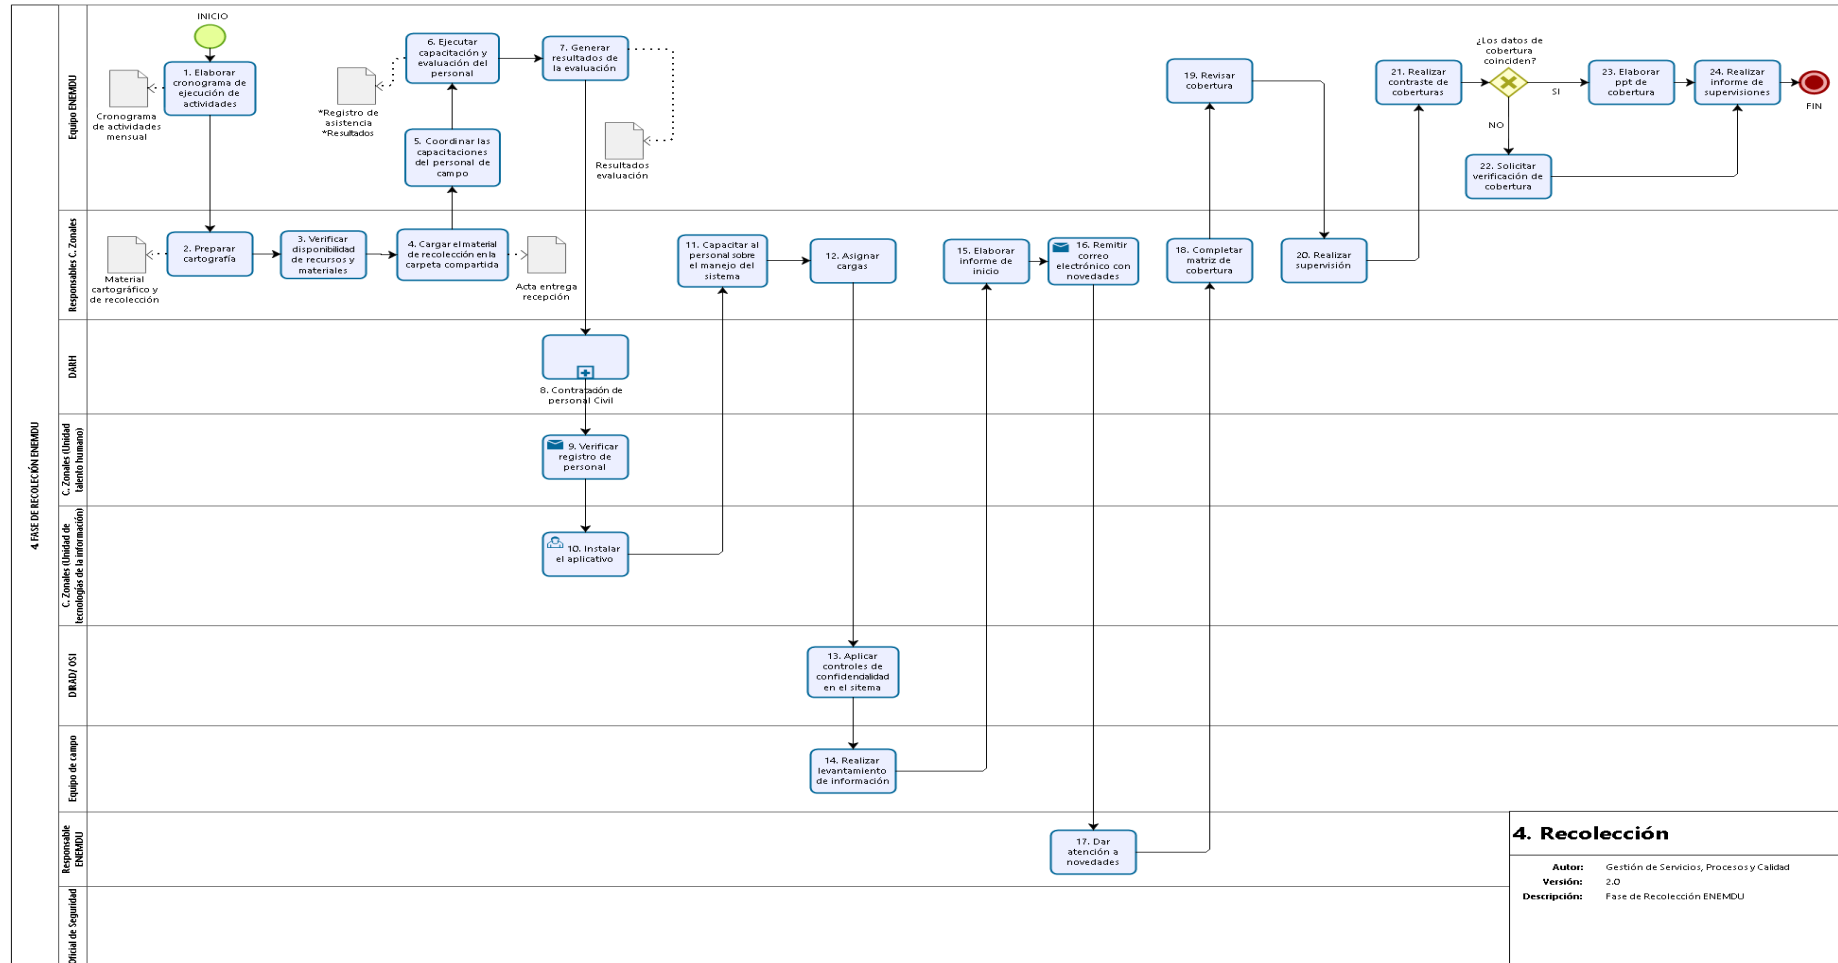 4. FASE DE RECOLECCIÓN ENEMDU
Equipo ENEMDU
INICIO
1. Elaborar
cronograma de
ejecución de
actividades
Cronograma
de actividades
mensual
6. Ejecutar
capacitación y
evaluación del
personal
*Registro de
asistencia
*Resultados
5. Coordinar las
capacitaciones
del personal de
campo
7. Generar
resultados de
la evaluación
Resultados
evaluación
19. Revisar
cobertura
21. Realizar
contraste de
coberturas
¿Los datos de
cobertura
coinciden?
SI
NO
22. Solicitar
verificación de
cobertura
23. Elaborar
ppt de
cobertura
24. Realizar
informe de
supervisiones
FIN
Responsables C. Zonales
2. Preparar
cartografía
Material
cartográfico y
de recolección
3. Verificar
disponibilidad
de recursos y
materiales
4. Cargar el material
de recolección en la
carpeta compartida
Acta entrega
recepción
11. Capacitar al
personal sobre
el manejo del
sistema
12. Asignar
cargas
15. Elaborar
informe de
inicio
16. Remitir
correo
electrónico con
novedades
18. Completar
matriz de
cobertura
20. Realizar
supervisión
DARH
8. Contratación de
personal Civil
C. Zonales (Unidad
talento humano)
9. Verificar
registro de
personal
C. Zonales (Unidad de
tecnologías de la información)
10. Instalar
el aplicativo
DIRAD/ OSI
13. Aplicar
controles de
confidencialidad
en el sitema
Equipo de campo
14. Realizar
levantamiento
de información
Responsable
ENEMDU
17. Dar
atención a
novedades
Oficial de Seguridad
4. Recolección
Autor: Gestión de Servicios, Procesos y Calidad
Versión: 2.0
Descripción: Fase de Recolección ENEMDU